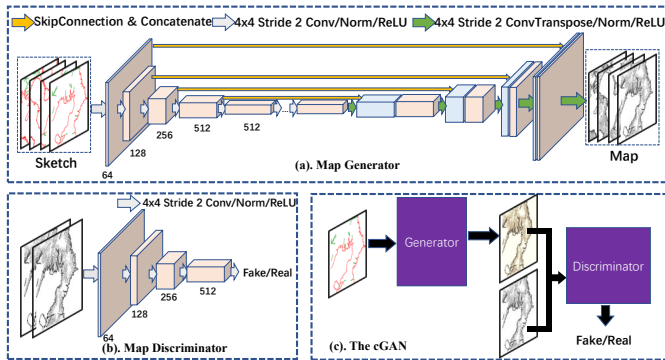 SkipConnection & Concatenate 4x4 Stride 2 Conv/Norm/ReLU 4x4 Stride 2 ConvTranspose/Norm/ReLU
Sketch
64
128
256
512
512
Map
(a). Map Generator
4x4 Stride 2 Conv/Norm/ReLU
64
128
256
512
Fake/Real
(b). Map Discriminator
Generator
Discriminator
Fake/Real
(c). The cGAN